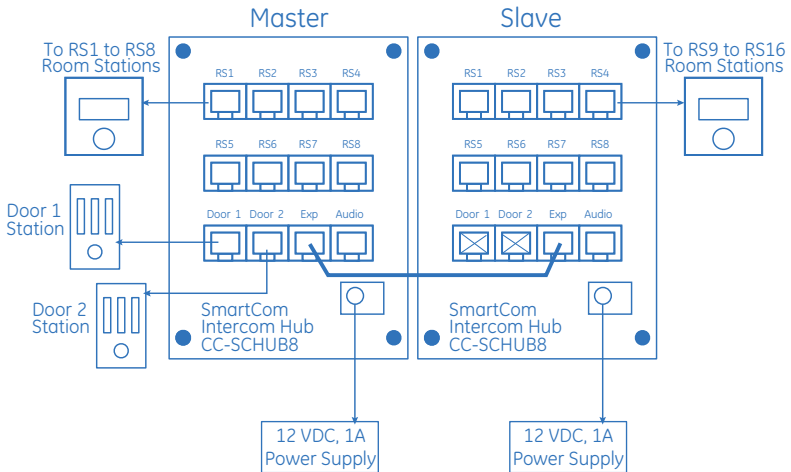 Master
Slave
To RS1 to RS8
Room Stations
RS1 RS2 RS3 RS4
RS1 RS2 RS3 RS4
To RS9 to RS16
Room Stations
RS5 RS6 RS7 RS8
RS5 RS6 RS7 RS8
Door 1
Station
Door 1 Door 2 Exp Audio
Door 1 Door 2 Exp Audio
Door 2
Station
SmartCom
Intercom Hub
CC-SCHUB8
SmartCom
Intercom Hub
CC-SCHUB8
12 VDC, 1A
Power Supply
12 VDC, 1A
Power Supply